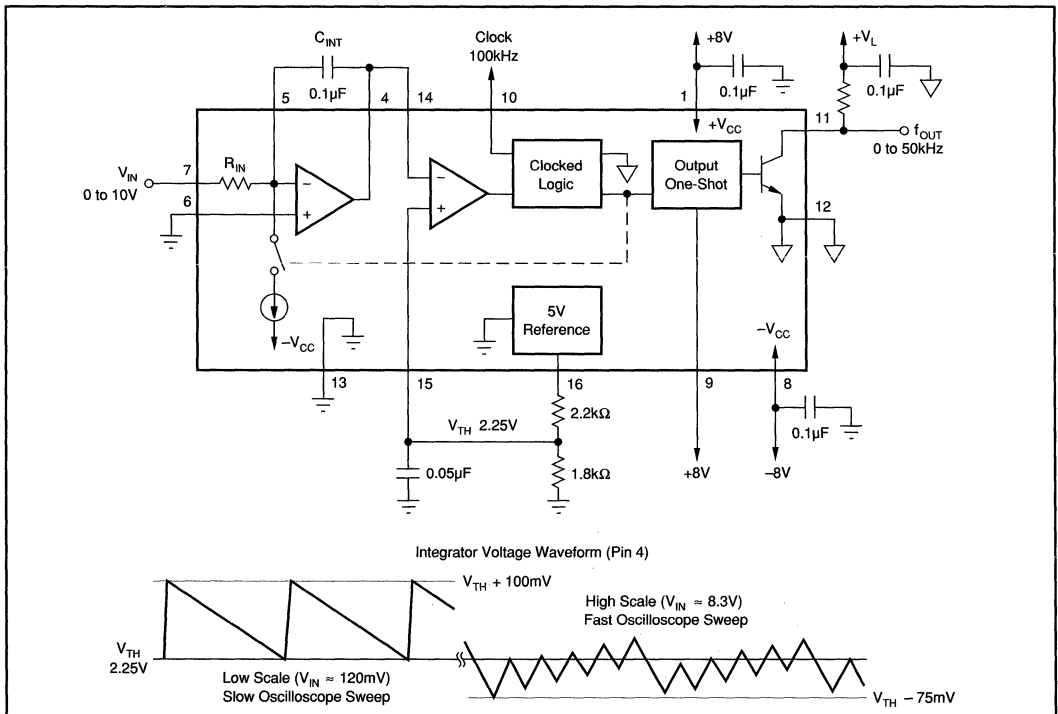 C_INT
0.1µF
5
4
14
Clock
100kHz
10
+8V
0.1µF
1
+V_CC
+V_L
0.1µF
11
f_OUT
0 to 50kHz
V_IN
0 to 10V
7
R_IN
6
−
+
−
+
Clocked
Logic
Output
One-Shot
12
−V_CC
5V
Reference
−V_CC
13
15
16
9
8
2.2kΩ
V_TH 2.25V
0.05µF
1.8kΩ
+8V
0.1µF
−8V
Integrator Voltage Waveform (Pin 4)
V_TH + 100mV
High Scale (V_IN ≈ 8.3V)
Fast Oscilloscope Sweep
V_TH
2.25V
Low Scale (V_IN ≈ 120mV)
Slow Oscilloscope Sweep
V_TH − 75mV